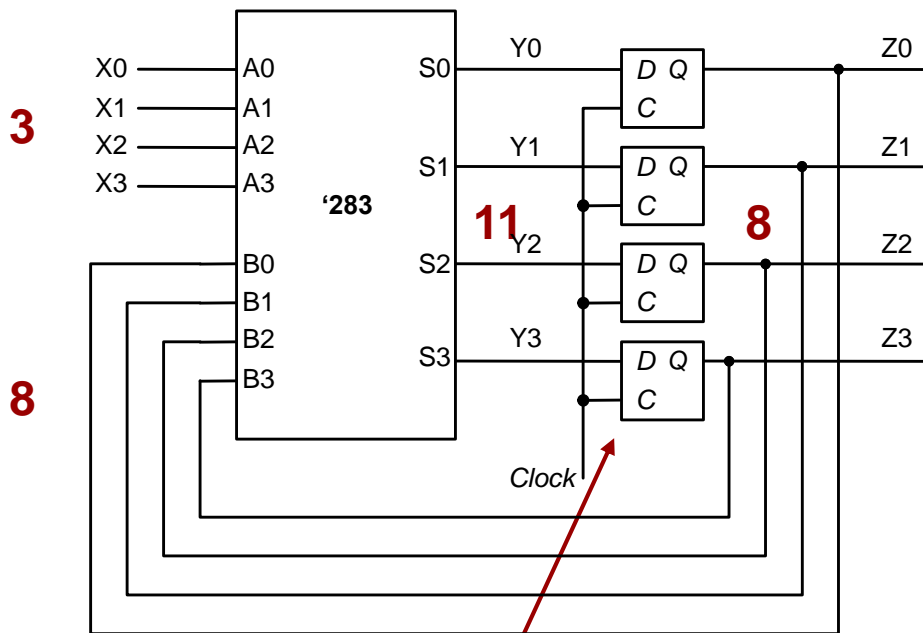 Y0 Z0
X0 A0 S0 D Q
X1 A1 C
3
X2 A2 Y1 Z1
X3 A3 S1 D Q
‘283 C
11 8
Y2 Z2
B0 S2 D Q
B1 C
B2 Y3 Z3
B3 S3 D Q
8 C
Clock